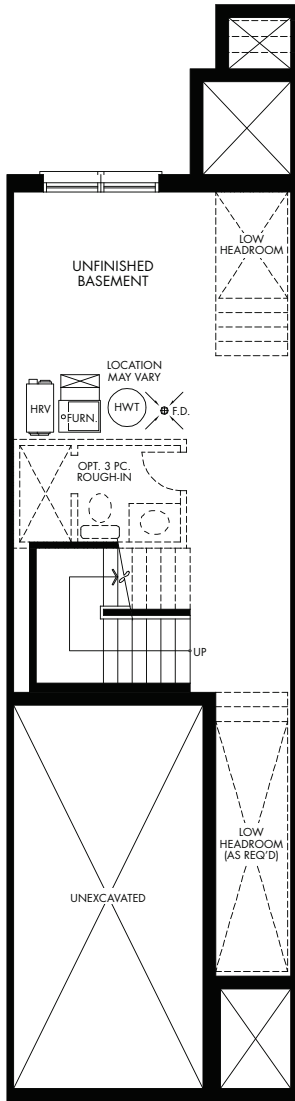 LOW
HEADROOM
UNFINISHED
BASEMENT
LOCATION
MAY VARY
HRV
FURN.
HWT
F.D.
OPT. 3 PC.
ROUGH-IN
UP
LOW
HEADROOM
(AS REQ'D)
UNEXCAVATED